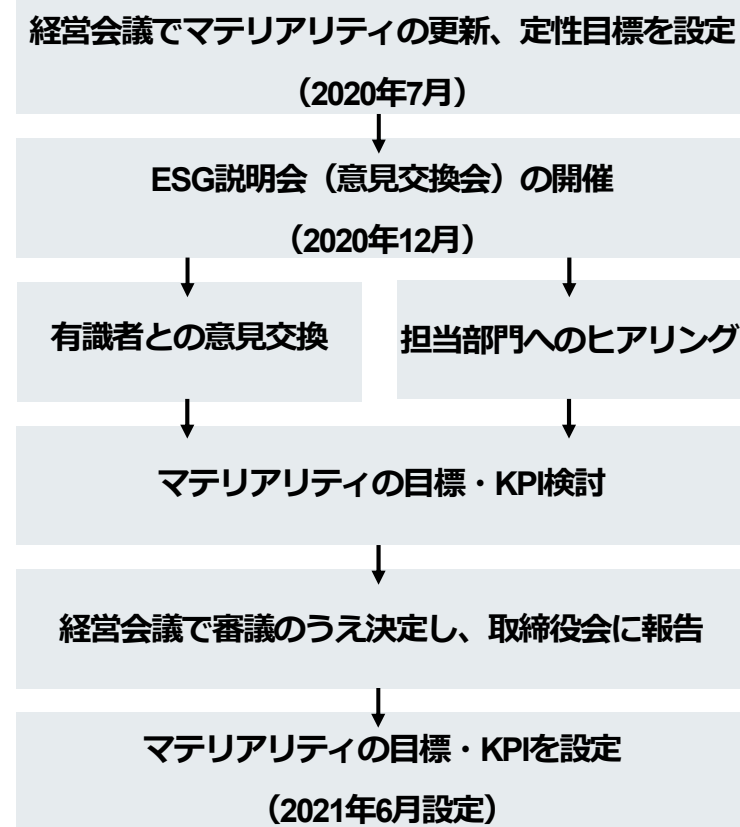 経営会議でマテリアリティの更新、定性目標を設定
（2020年7月）
ESG説明会（意見交換会）の開催
（2020年12月）
有識者との意見交換
担当部門へのヒアリング
マテリアリティの目標・KPI検討
経営会議で審議のうえ決定し、取締役会に報告
マテリアリティの目標・KPIを設定
（2021年6月設定）